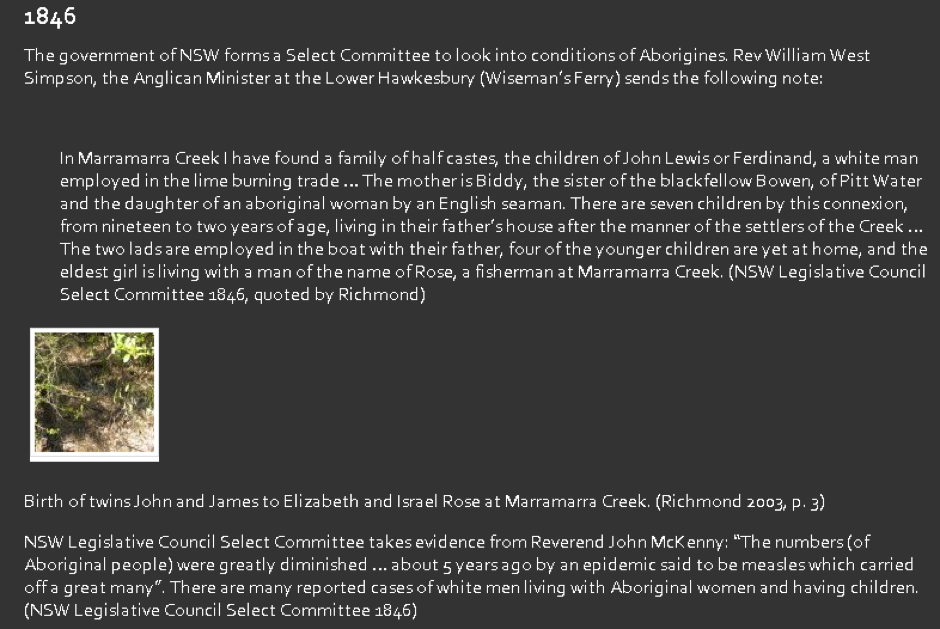 1846
The government of NSW forms a Select Committee to look into conditions of Aborigines. Rev William West
Simpson, the Anglican Minister at the Lower Hawkesbury (Wiseman's Ferry) sends the following note:
In Marramarra Creek I have found a family of half castes, the children of John Lewis or Ferdinand, a white man
employed in the lime burning trade ... The mother is Biddy, the sister of the blackfellow Bowen, of Pitt Water
and the daughter of an aboriginal woman by an English seaman. There are seven children by this connexion,
from nineteen to two years of age, living in their father's house after the manner of the settlers of the Creek ...
The two lads are employed in the boat with their father, four of the younger children are yet at home, and the
eldest girl is living with a man of the name of Rose, a fisherman at Marramarra Creek. (NSW Legislative Council
Select Committee 1846, quoted by Richmond)
Birth of twins John and James to Elizabeth and Israel Rose at Marramarra Creek. (Richmond 2003, p. 3)
NSW Legislative Council Select Committee takes evidence from Reverend John McKenny: “The numbers (of
Aboriginal people) were greatly diminished ... about 5 years ago by an epidemic said to be measles which carried
off a great many”. There are many reported cases of white men living with Aboriginal women and having children.
(NSW Legislative Council Select Committee 1846)